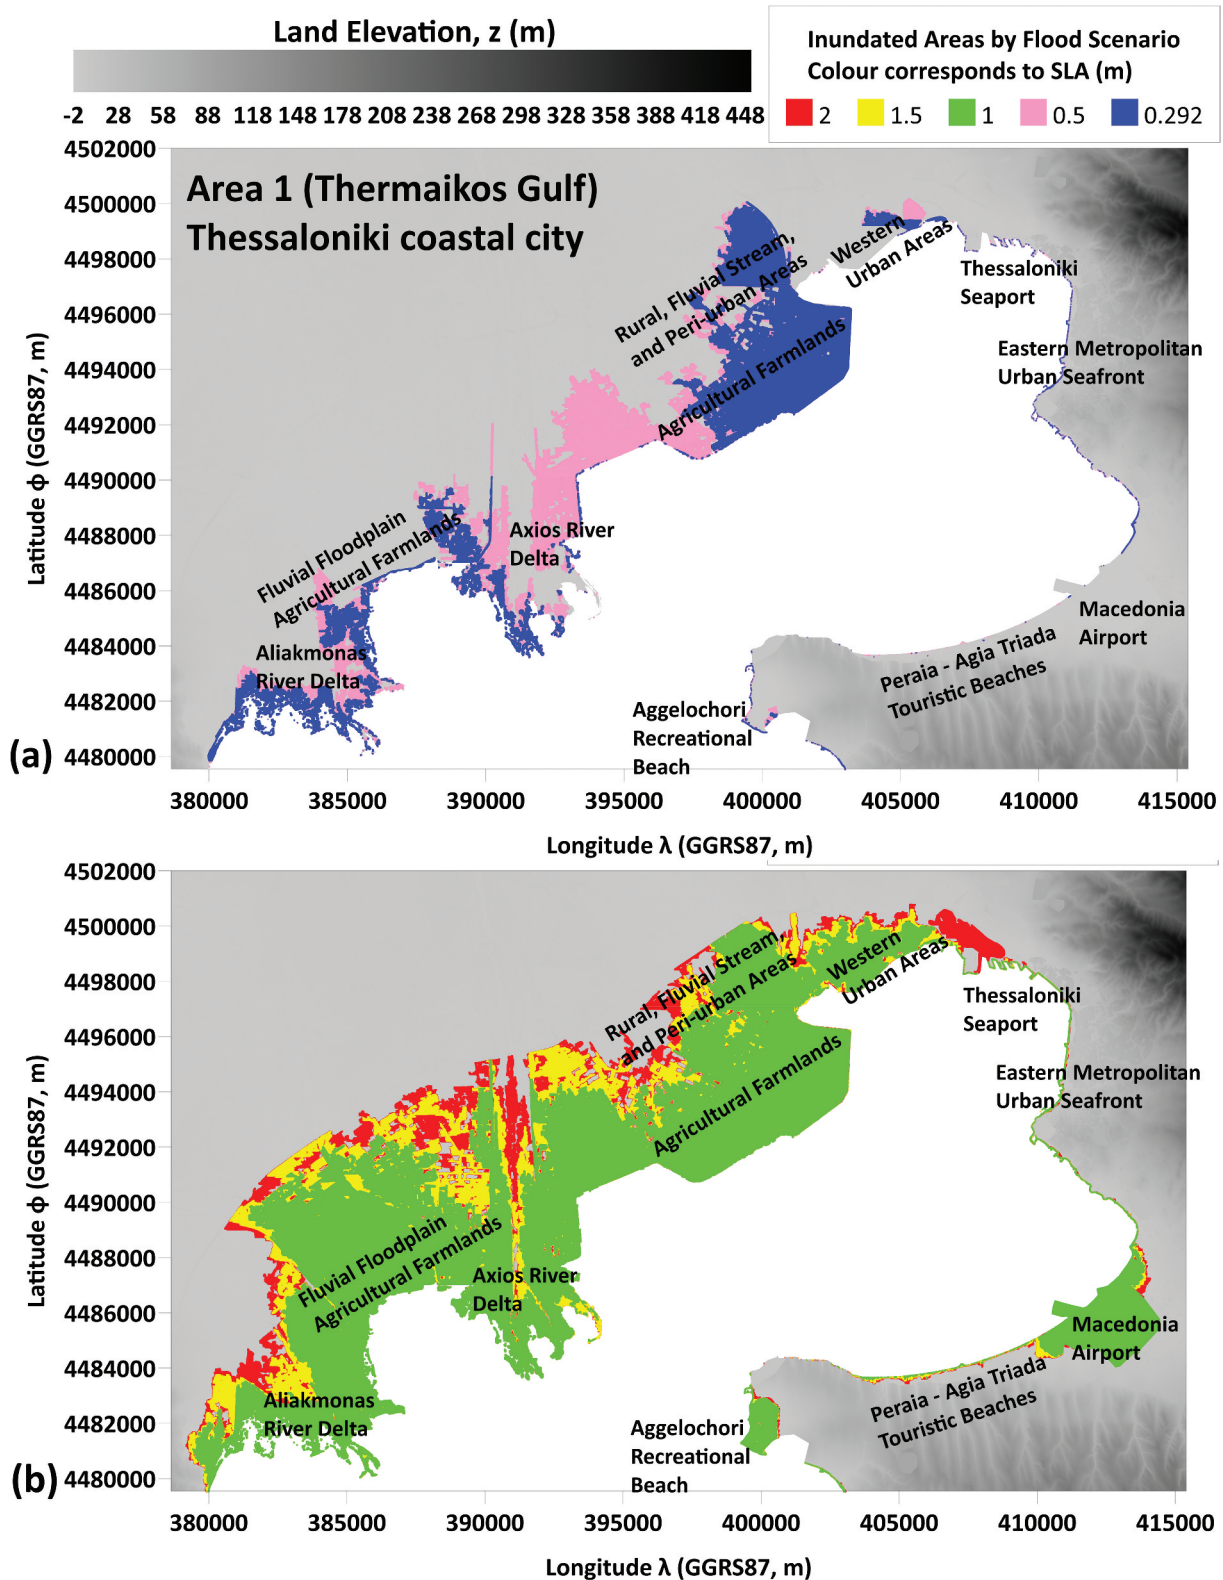 Land Elevation, z (m)
-2 28 58 88 118 148 178 208 238 268 298 328 358 388 418 448
Inundated Areas by Flood Scenario
Colour corresponds to SLA (m)
2 1.5 1 0.5 0.292
Area 1 (Thermaikos Gulf)
Thessaloniki coastal city
4502000
4500000
4498000
4496000
4494000
4492000
4490000
4488000
4486000
4484000
4482000
4480000
Latitude ϕ (GGRS87, m)
Rural, Fluvial Stream,
and Peri-urban Areas
Western
Urban Areas
Thessaloniki
Seaport
Eastern Metropolitan
Urban Seafront
Agricultural Farmlands
Fluvial Floodplain
Agricultural Farmlands
Axios River
Delta
Aliakmonas
River Delta
Macedonia
Airport
Peraia - Agia Triada
Touristic Beaches
Aggelochori
Recreational
Beach
(a)
380000 385000 390000 395000 400000 405000 410000 415000
Longitude λ (GGRS87, m)
4502000
4500000
4498000
4496000
4494000
4492000
4490000
4488000
4486000
4484000
4482000
4480000
Latitude ϕ (GGRS87, m)
Rural, Fluvial Stream,
and Peri-urban Areas
Western
Urban Areas
Thessaloniki
Seaport
Eastern Metropolitan
Urban Seafront
Agricultural Farmlands
Fluvial Floodplain
Agricultural Farmlands
Axios River
Delta
Macedonia
Airport
Aliakmonas
River Delta
Peraia - Agia Triada
Touristic Beaches
Aggelochori
Recreational
Beach
(b)
380000 385000 390000 395000 400000 405000 410000 415000
Longitude λ (GGRS87, m)